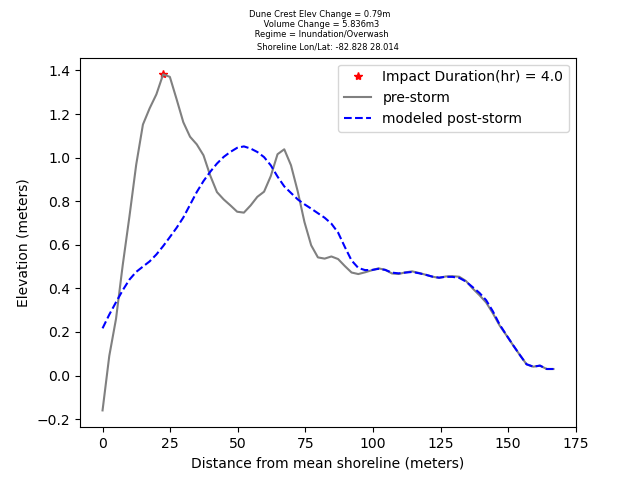 Dune Crest Elev Change = 0.79m
Volume Change = 5.836m3
Regime = Inundation/Overwash
Shoreline Lon/Lat: -82.828 28.014
Impact Duration(hr) = 4.0
pre-storm
modeled post-storm
Elevation (meters)
1.4
1.2
1.0
0.8
0.6
0.4
0.2
0.0
−0.2
0 25 50 75 100 125 150 175
Distance from mean shoreline (meters)